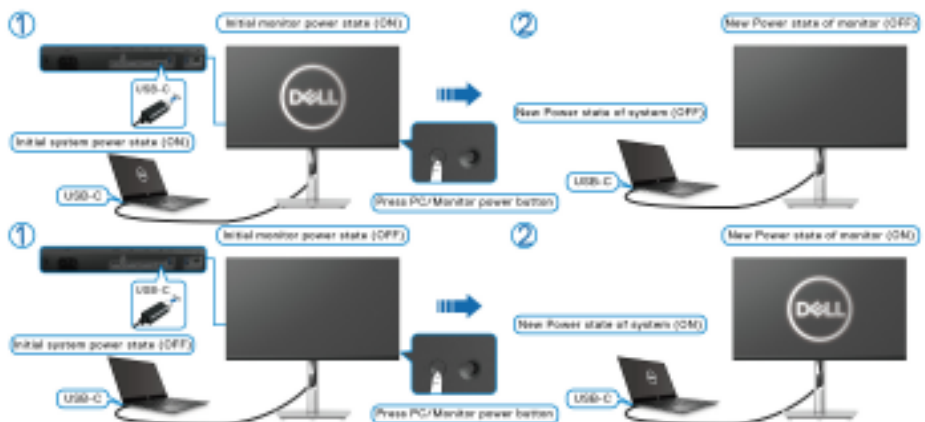 1
Initial monitor power state (ON)
2
New Power state of monitor (OFF)
USB-C
DELL
New Power state of system (OFF)
Initial system power state (ON)
USB-C
USB-C
Press PC/Monitor power button
1
Initial monitor power state (OFF)
2
New Power state of monitor (ON)
USB-C
DELL
New Power state of system (ON)
Initial system power state (OFF)
USB-C
USB-C
Press PC/Monitor power button